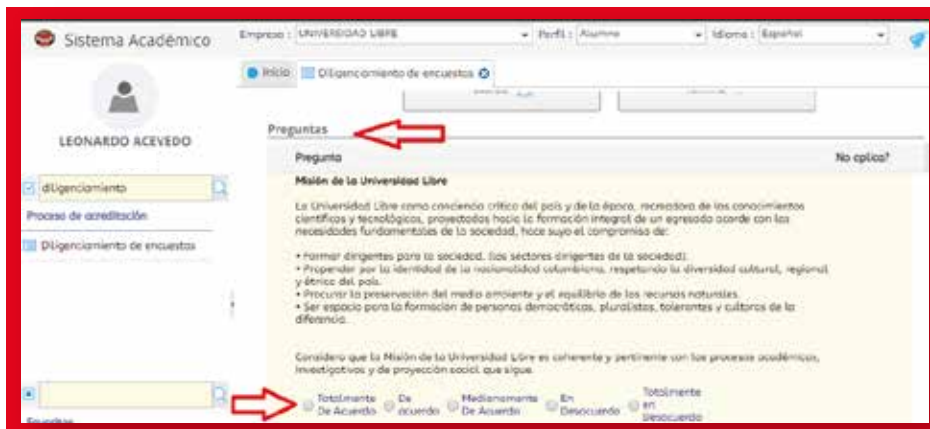 Sistema Académico
Empresa : UNIVERSIDAD LIBRE
Perfil : Alumno
Idioma : Español
Inicio
Diligenciamiento de encuestas
LEONARDO ACEVEDO
diligenciamiento
Proceso de acreditación
Diligenciamiento de encuestas
Preguntas
Pregunta
No aplica?
Misión de la Universidad Libre
La Universidad Libre como conciencia crítica del país y de la época, recreadora de los conocimientos
científicos y tecnológicos, proyectados hacia la formación integral de un egresado acorde con las
necesidades fundamentales de la sociedad, hace suyo el compromiso de:
• Formar dirigentes para la sociedad. (los sectores dirigentes de la sociedad).
• Propender por la identidad de la nacionalidad colombiana, respetando la diversidad cultural, regional
y étnica del país.
• Procurar la preservación del medio ambiente y el equilibrio de los recursos naturales.
• Ser espacio para la formación de personas democráticas, pluralistas, tolerantes y cultoras de la
diferencia.
Considero que la Misión de la Universidad Libre es coherente y pertinente con los procesos académicos,
investigativos y de proyección social que sigue.
Totalmente De Acuerdo
De acuerdo
Medianamente De Acuerdo
En Desacuerdo
Totalmente en Desacuerdo